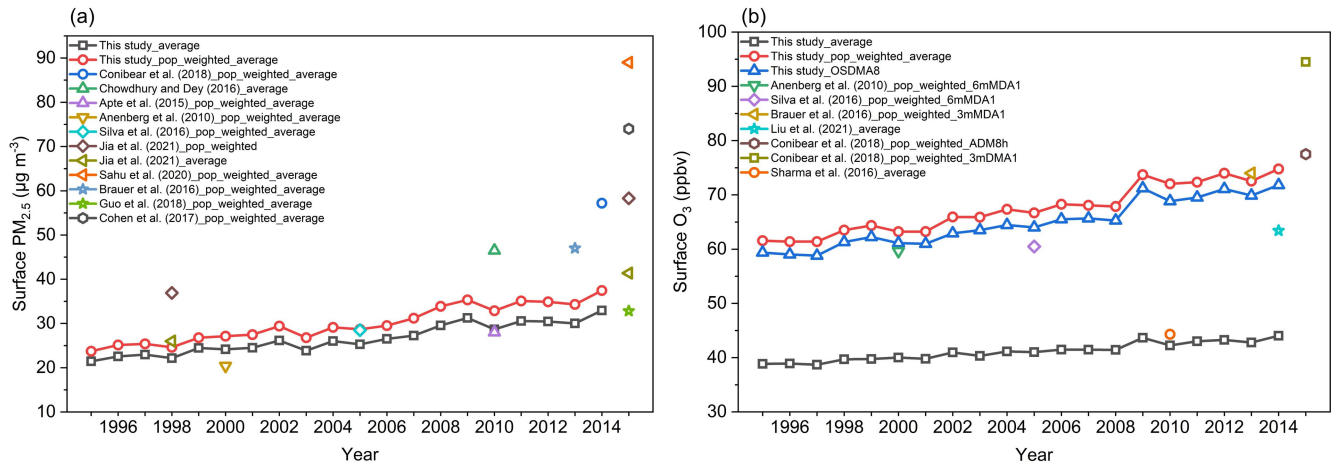 (a)
Surface PM2.5 (μg m-3)
90
80
70
60
50
40
30
20
10
This study_average
This study_pop_weighted_average
Conibear et al. (2018)_pop_weighted_average
Chowdhury and Dey (2016)_average
Apte et al. (2015)_pop_weighted_average
Anenberg et al. (2010)_pop_weighted_average
Silva et al. (2016)_pop_weighted_average
Jia et al. (2021)_pop_weighted
Jia et al. (2021)_average
Sahu et al. (2020)_pop_weighted_average
Brauer et al. (2016)_pop_weighted_average
Guo et al. (2018)_pop_weighted_average
Cohen et al. (2017)_pop_weighted_average
1996 1998 2000 2002 2004 2006 2008 2010 2012 2014
Year
(b)
Surface O3 (ppbv)
100
90
80
70
60
50
40
30
This study_average
This study_pop_weighted_average
This study_OSDMA8
Anenberg et al. (2010)_pop_weighted_6mMDA1
Silva et al. (2016)_pop_weighted_6mMDA1
Brauer et al. (2016)_pop_weighted_3mMDA1
Liu et al. (2021)_average
Conibear et al. (2018)_pop_weighted_ADM8h
Conibear et al. (2018)_pop_weighted_3mDMA1
Sharma et al. (2016)_average
1996 1998 2000 2002 2004 2006 2008 2010 2012 2014
Year